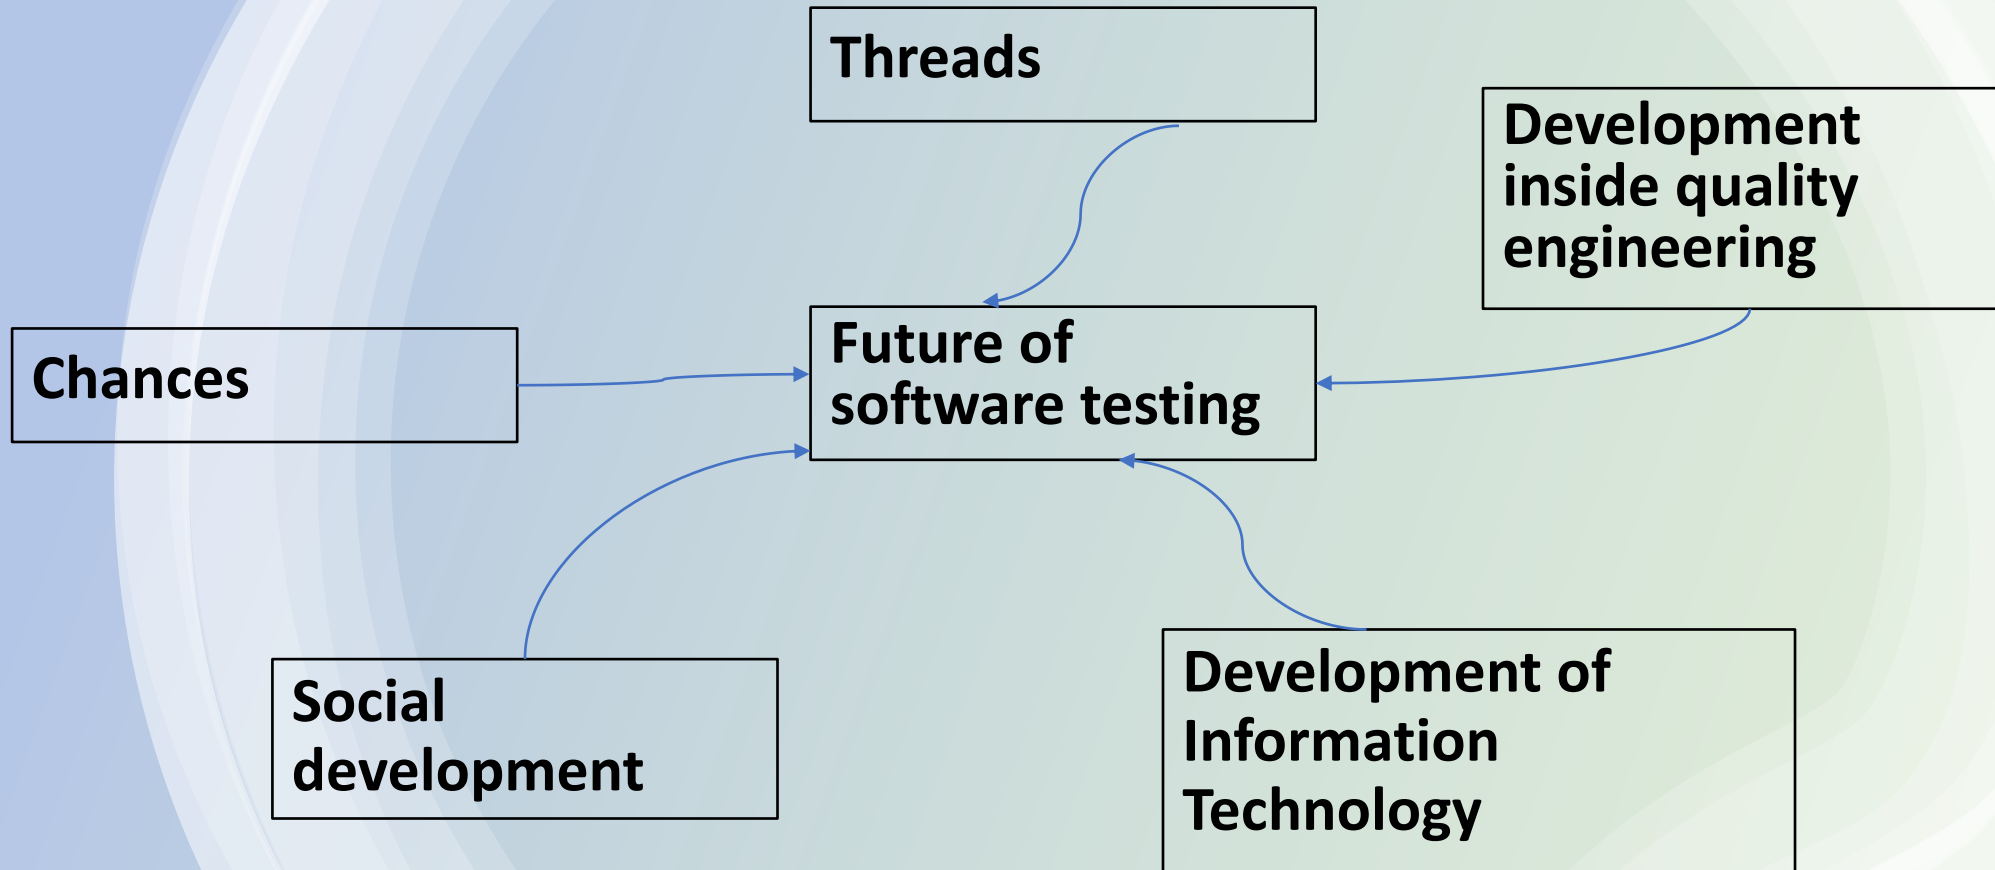 Threads
Development
inside quality
engineering
Chances
Future of
software testing
Social
development
Development of
Information
Technology